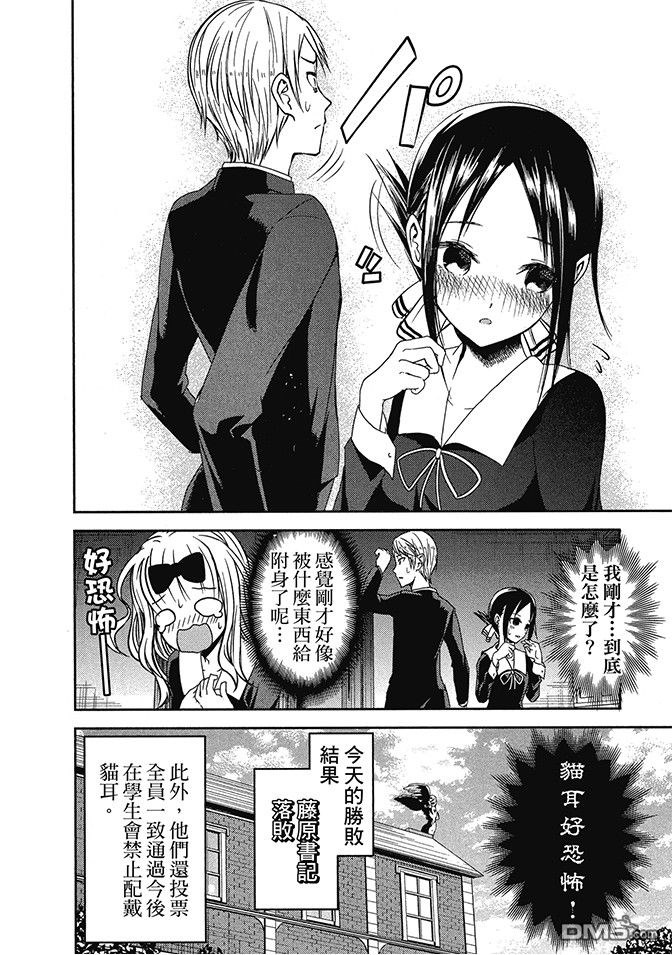 パ°
我剛才…到底
是怎麼了？
感覺剛才好像
被什麼東西給
附身了呢…
好恐怖—
貓耳好恐怖！
今天的勝敗
結果
藤原書記
落敗
此外，他們還投票
全員一致通過今後
在學生會禁止配戴
貓耳。
DM5.com